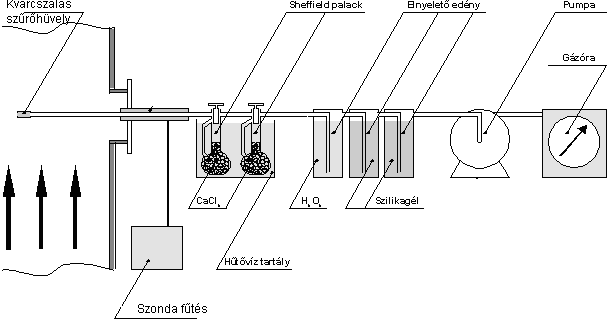 Kvarcszálas
szűrőhüvely
Sheffield palack
Elnyelető edény
Pumpa
Gázóra
CaCl₂
H₂O₂
Szilikagél
Hűtővíz tartály
Szonda fűtés